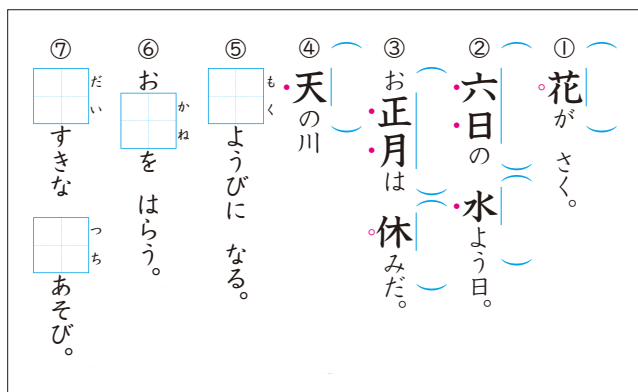 ① 花が さく。
② 六日の 水よう日。
③ お正月は 休みだ。
④ 天の川
⑤ もく ようびに なる。
⑥ お かね を はらう。
⑦ だい すきな つち あそび。